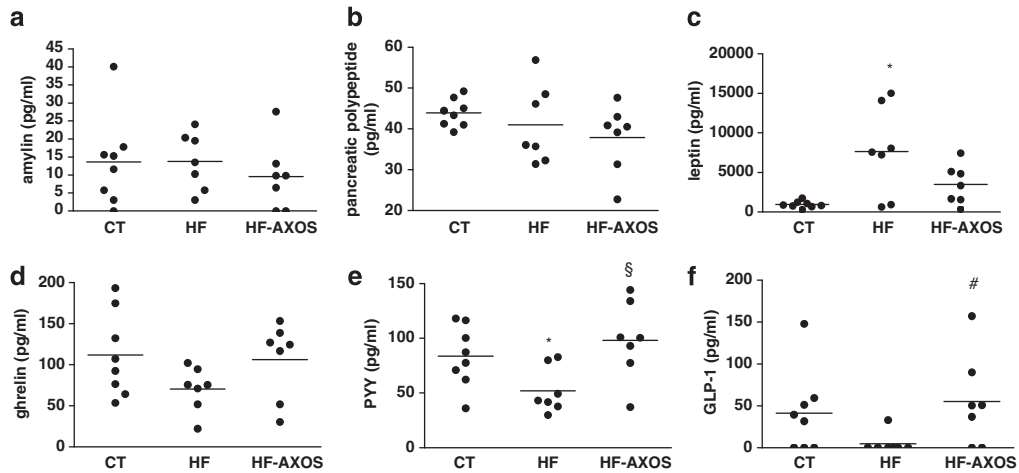 a
amylin (pg/ml)
45
40
35
30
25
20
15
10
5
0
CT HF HF-AXOS
b
pancreatic polypeptide
(pg/ml)
60
50
40
30
20
CT HF HF-AXOS
c
leptin (pg/ml)
20000
15000
10000
5000
0
*
CT HF HF-AXOS
d
ghrelin (pg/ml)
200
150
100
50
0
CT HF HF-AXOS
e
PYY (pg/ml)
150
100
50
0
*
§
CT HF HF-AXOS
f
GLP-1 (pg/ml)
200
150
100
50
0
#
CT HF HF-AXOS